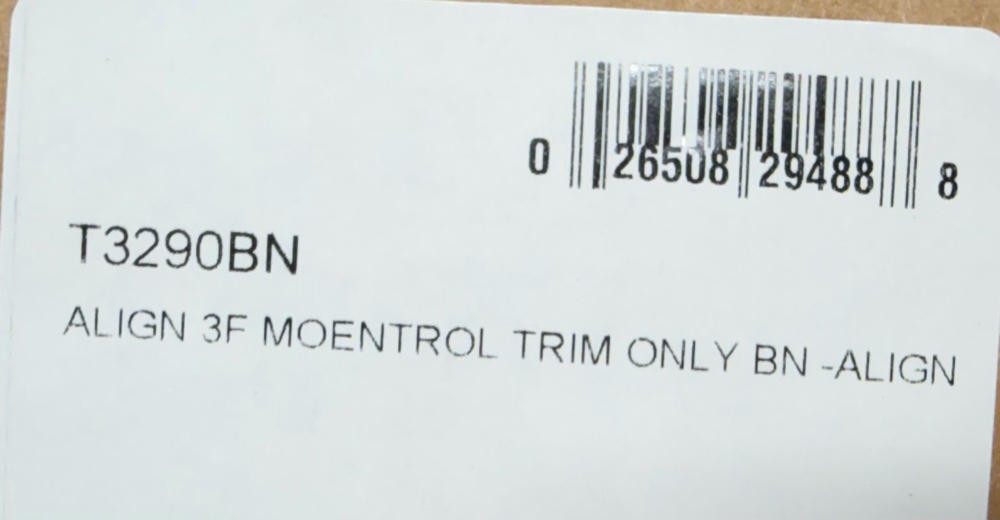 0 26508 29488 8
T3290BN
ALIGN 3F MOENTROL TRIM ONLY BN -ALIGN